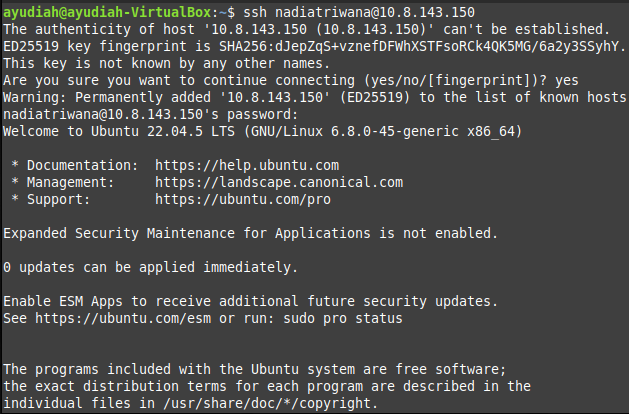 ayudiah@ayudiah-VirtualBox:~$ ssh nadiatriwana@10.8.143.150
The authenticity of host '10.8.143.150 (10.8.143.150)' can't be established.
ED25519 key fingerprint is SHA256:dJepZqS+vznefDFWhXSTFsoRCk4QK5MG/6a2y3SSyhY.
This key is not known by any other names.
Are you sure you want to continue connecting (yes/no/[fingerprint])? yes
Warning: Permanently added '10.8.143.150' (ED25519) to the list of known hosts
nadiatriwana@10.8.143.150's password:
Welcome to Ubuntu 22.04.5 LTS (GNU/Linux 6.8.0-45-generic x86_64)

 * Documentation:  https://help.ubuntu.com
 * Management:     https://landscape.canonical.com
 * Support:        https://ubuntu.com/pro

Expanded Security Maintenance for Applications is not enabled.

0 updates can be applied immediately.

Enable ESM Apps to receive additional future security updates.
See https://ubuntu.com/esm or run: sudo pro status

The programs included with the Ubuntu system are free software;
the exact distribution terms for each program are described in the
individual files in /usr/share/doc/*/copyright.